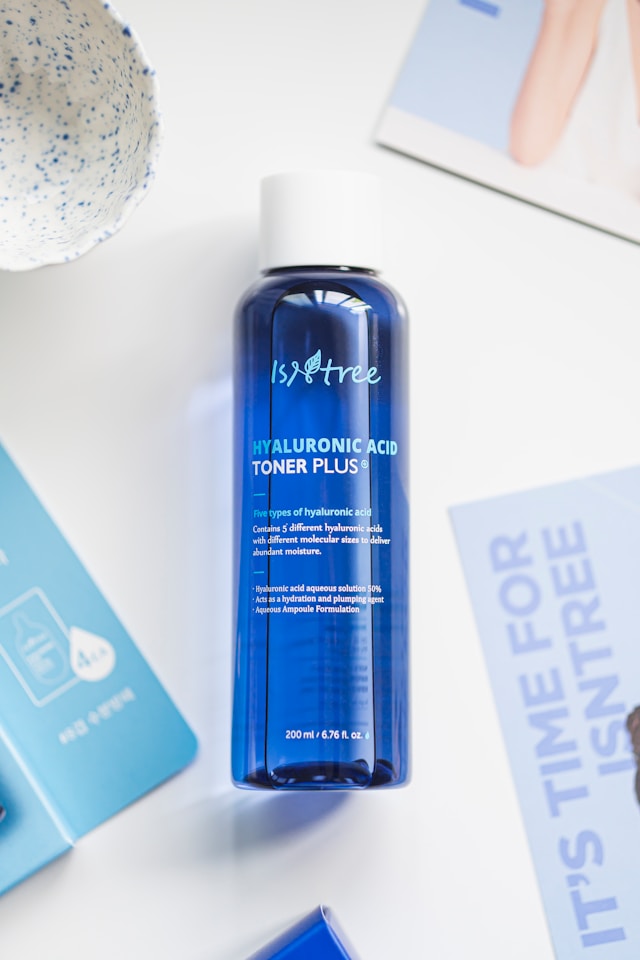 IsNtree
HYALURONIC ACID
TONER PLUS
Five types of hyaluronic acid
Contains 5 different hyaluronic acids
with different molecular sizes to deliver
abundant moisture.
· Hyaluronic acid aqueous solution 50%
· Acts as a hydration and plumping agent
· Aqueous Ampoule Formulation
200 ml / 6.76 fl. oz.
IT'S TIME FOR
ISNTREE